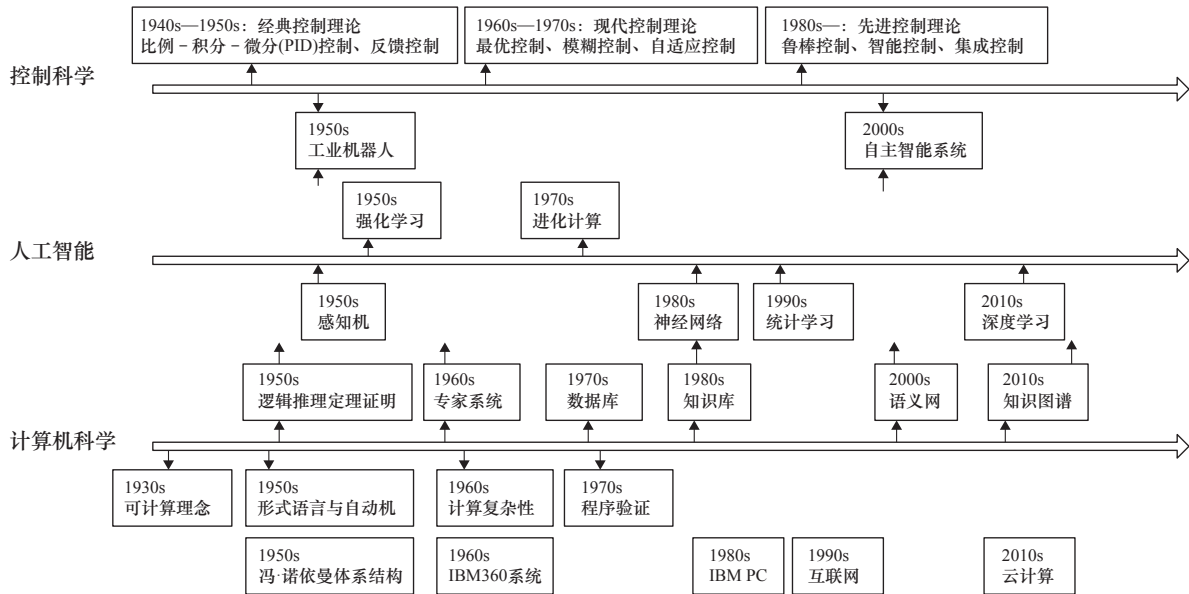 1940s—1950s：经典控制理论
比例－积分－微分(PID)控制、反馈控制
1960s—1970s：现代控制理论
最优控制、模糊控制、自适应控制
1980s—：先进控制理论
鲁棒控制、智能控制、集成控制
控制科学
1950s
工业机器人
2000s
自主智能系统
1950s
强化学习
1970s
进化计算
人工智能
1950s
感知机
1980s
神经网络
1990s
统计学习
2010s
深度学习
1950s
逻辑推理定理证明
1960s
专家系统
1970s
数据库
1980s
知识库
2000s
语义网
2010s
知识图谱
计算机科学
1930s
可计算理念
1950s
形式语言与自动机
1960s
计算复杂性
1970s
程序验证
1950s
冯·诺依曼体系结构
1960s
IBM360系统
1980s
IBM PC
1990s
互联网
2010s
云计算